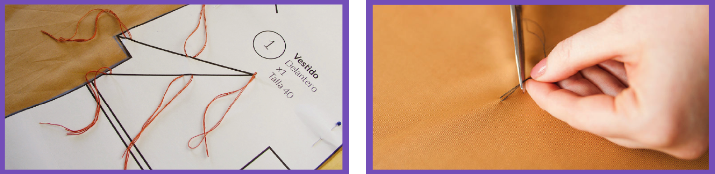 1
Vestido
Delantero
x1
Talla 40